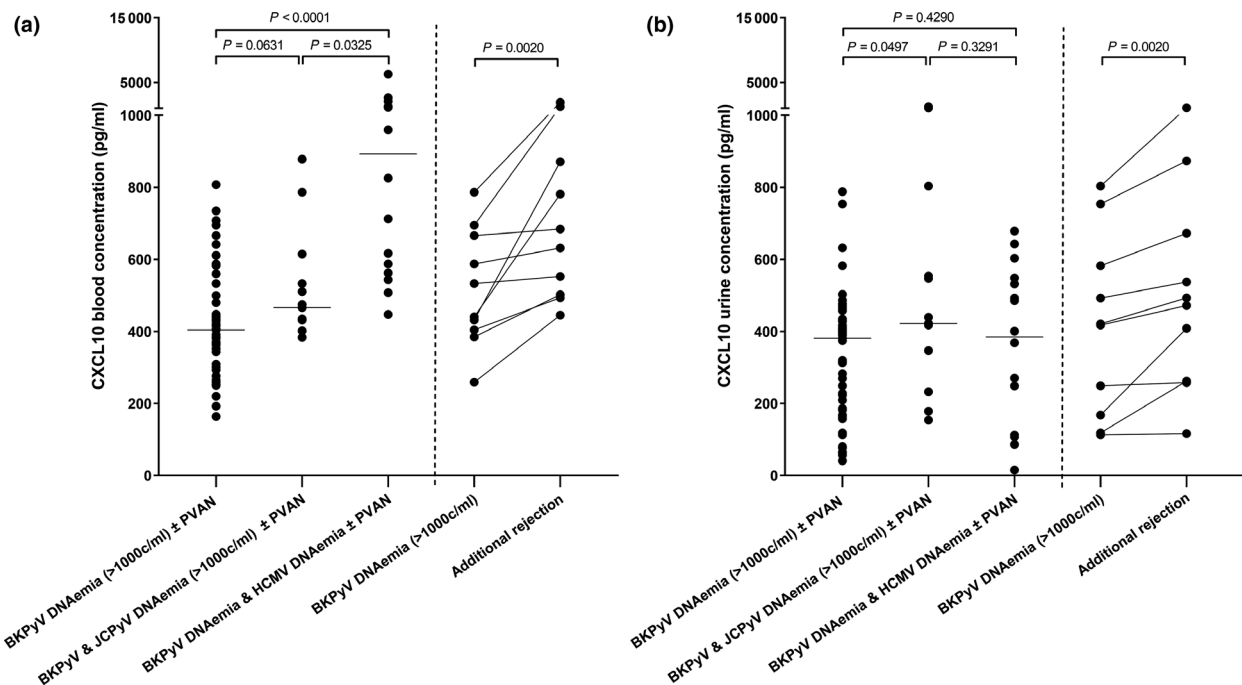 (a)
CXCL10 blood concentration (pg/ml)
15 000
5000
1000
800
600
400
200
0
P < 0.0001
P = 0.0631
P = 0.0325
P = 0.0020
BKPyV DNAemia (>1000c/ml) ± PVAN
BKPyV & JCPyV DNAemia (>1000c/ml) ± PVAN
BKPyV DNAemia & HCMV DNAemia ± PVAN
BKPyV DNAemia (>1000c/ml)
Additional rejection
(b)
CXCL10 urine concentration (pg/ml)
15 000
5000
1000
800
600
400
200
0
P = 0.4290
P = 0.0497
P = 0.3291
P = 0.0020
BKPyV DNAemia (>1000c/ml) ± PVAN
BKPyV & JCPyV DNAemia (>1000c/ml) ± PVAN
BKPyV DNAemia & HCMV DNAemia ± PVAN
BKPyV DNAemia (>1000c/ml)
Additional rejection